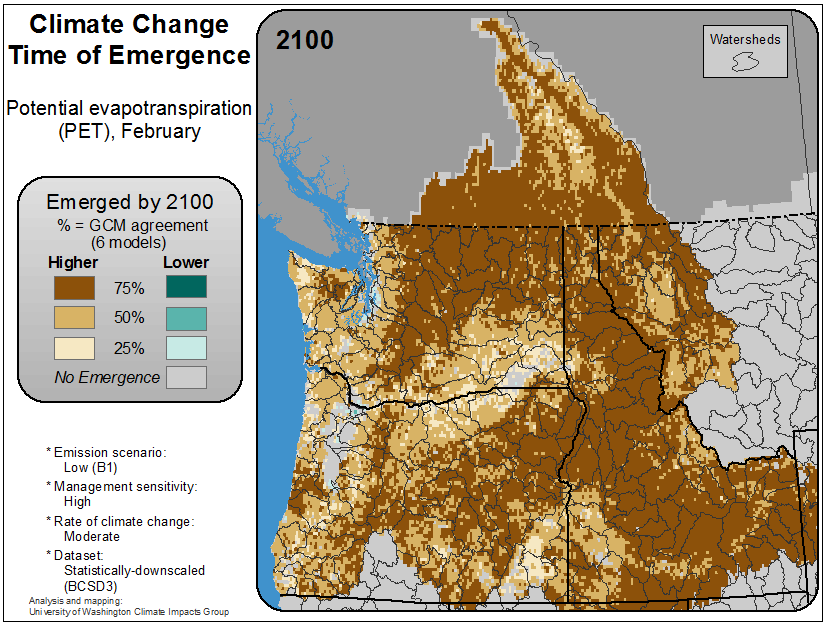 Climate Change
Time of Emergence
Potential evapotranspiration
(PET), February
Emerged by 2100
% = GCM agreement
(6 models)
Higher Lower
75%
50%
25%
No Emergence
* Emission scenario:
Low (B1)
* Management sensitivity:
High
* Rate of climate change:
Moderate
* Dataset:
Statistically-downscaled
(BCSD3)
Analysis and mapping:
University of Washington Climate Impacts Group
2100
Watersheds